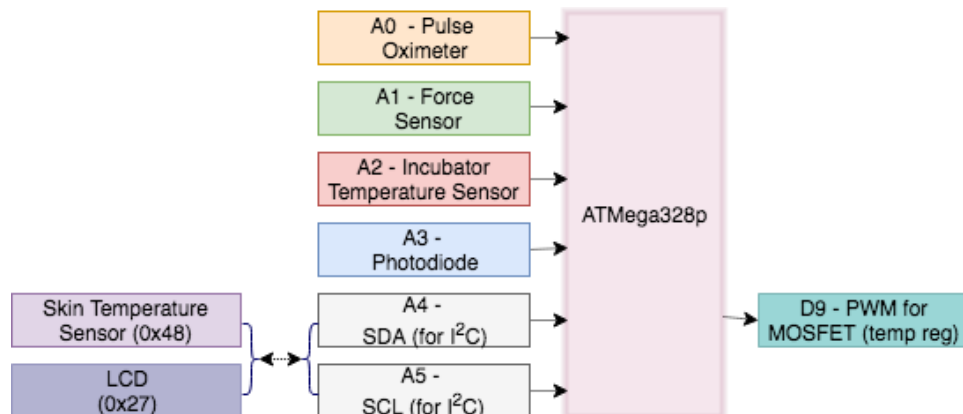 A0 - Pulse
Oximeter
A1 - Force
Sensor
A2 - Incubator
Temperature Sensor
ATMega328p
A3 -
Photodiode
Skin Temperature
Sensor (0x48)
A4 -
SDA (for I²C)
D9 - PWM for
MOSFET (temp reg)
LCD
(0x27)
A5 -
SCL (for I²C)